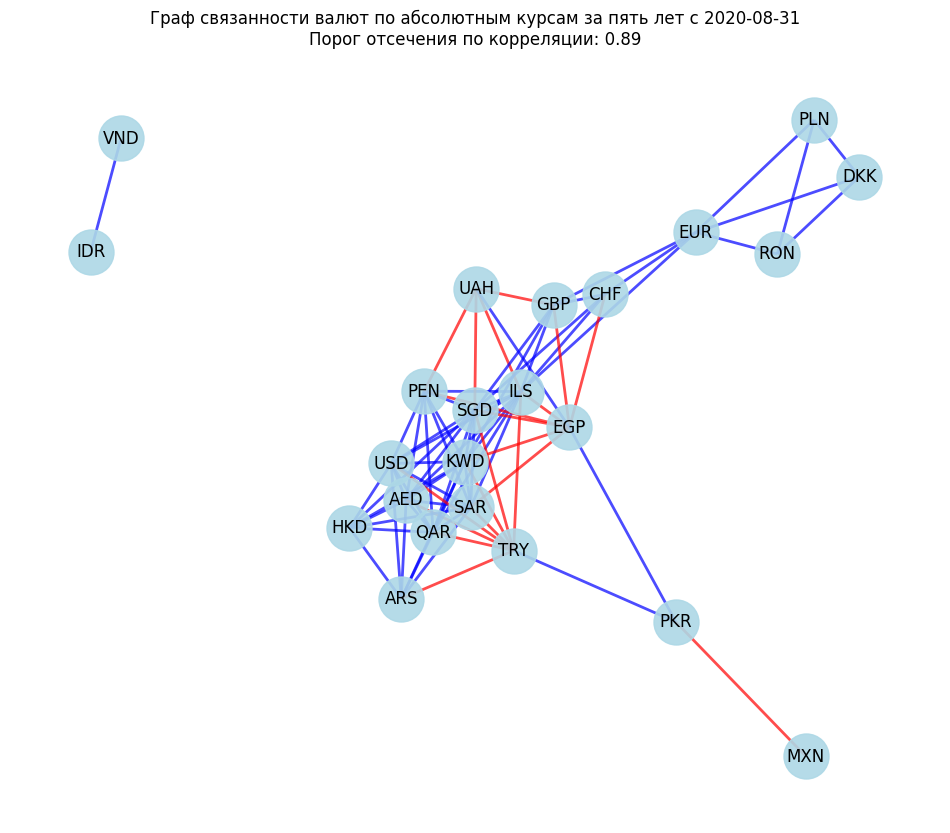 Граф связанности валют по абсолютным курсам за пять лет с 2020-08-31
Порог отсечения по корреляции: 0.89
PLN
VND
DKK
EUR
IDR
RON
UAH
CHF
GBP
PEN
ILS
SGD
EGP
USD
KWD
AED
SAR
HKD
QAR
TRY
ARS
PKR
MXN